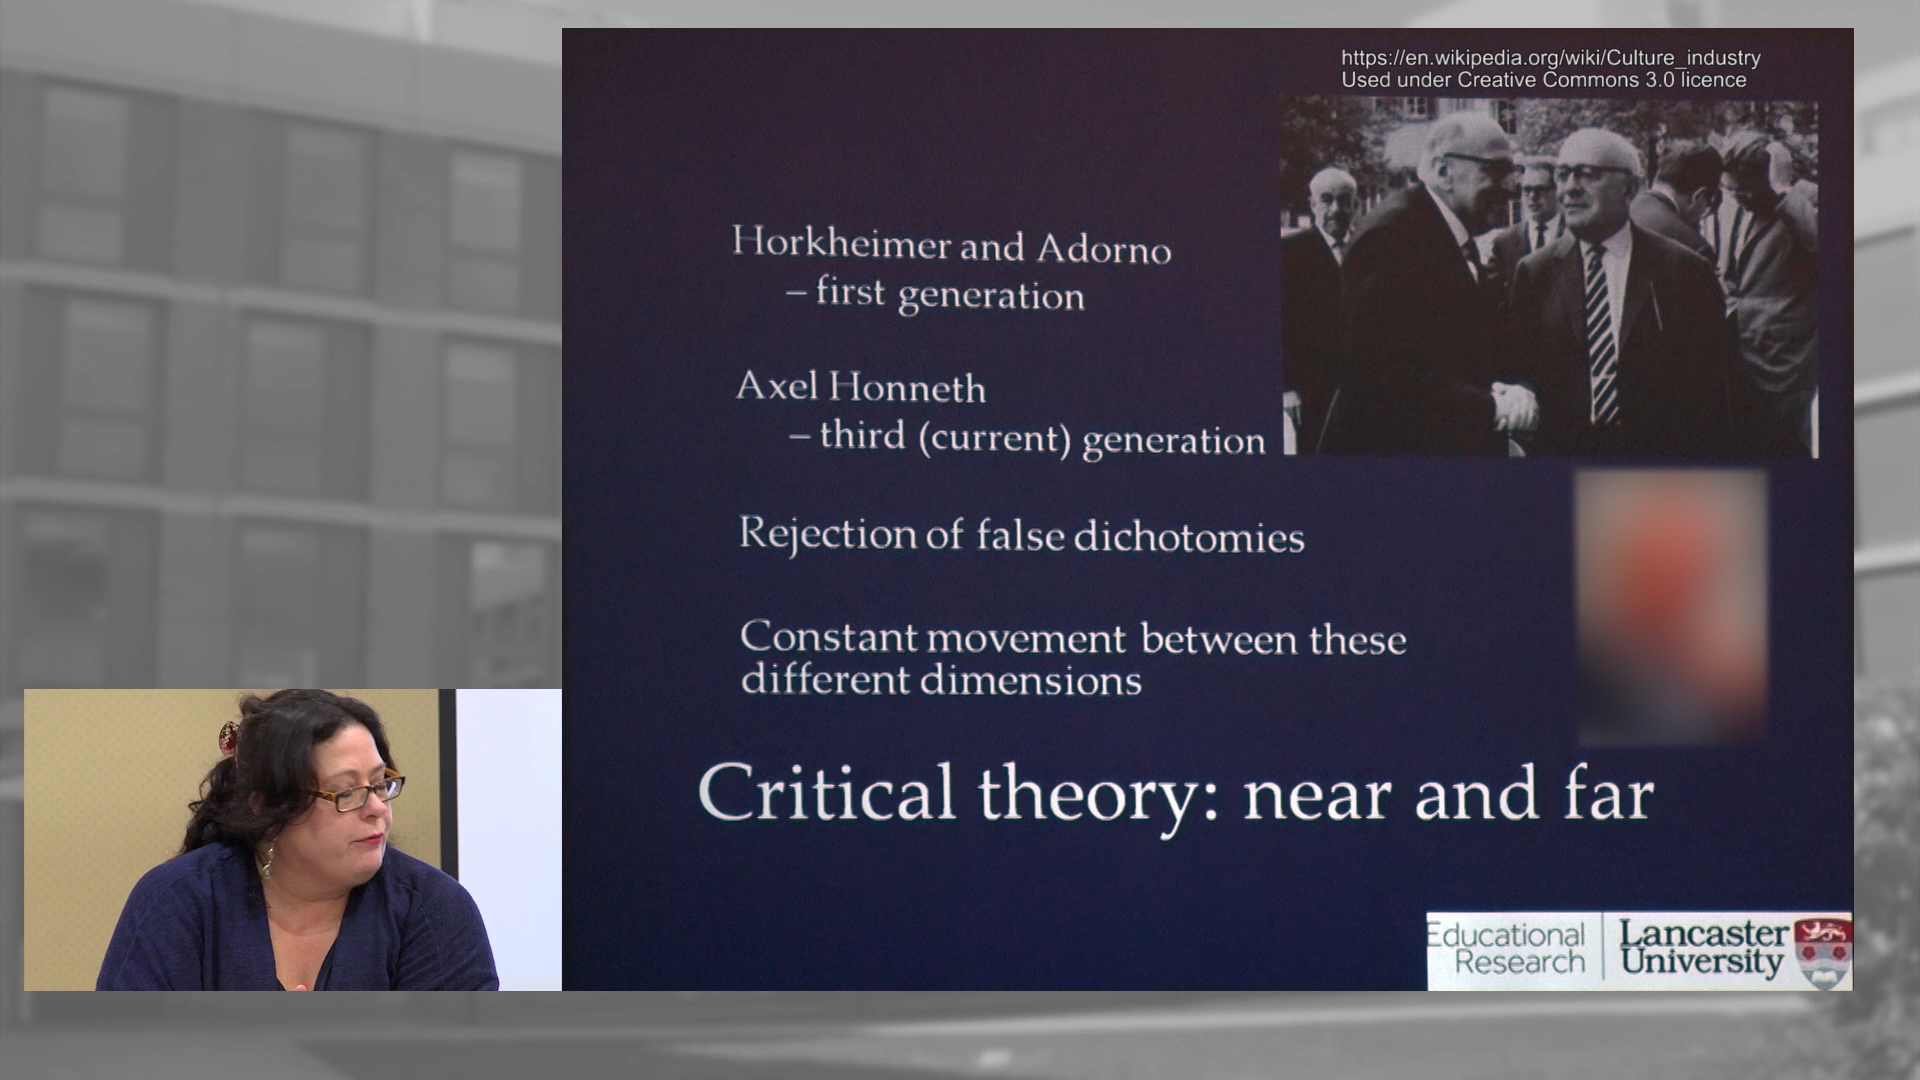 https://en.wikipedia.org/wiki/Culture_industry
Used under Creative Commons 3.0 licence
Horkheimer and Adorno
– first generation
Axel Honneth
– third (current) generation
Rejection of false dichotomies
Constant movement between these
different dimensions
Critical theory: near and far
Educational
Research
Lancaster
University